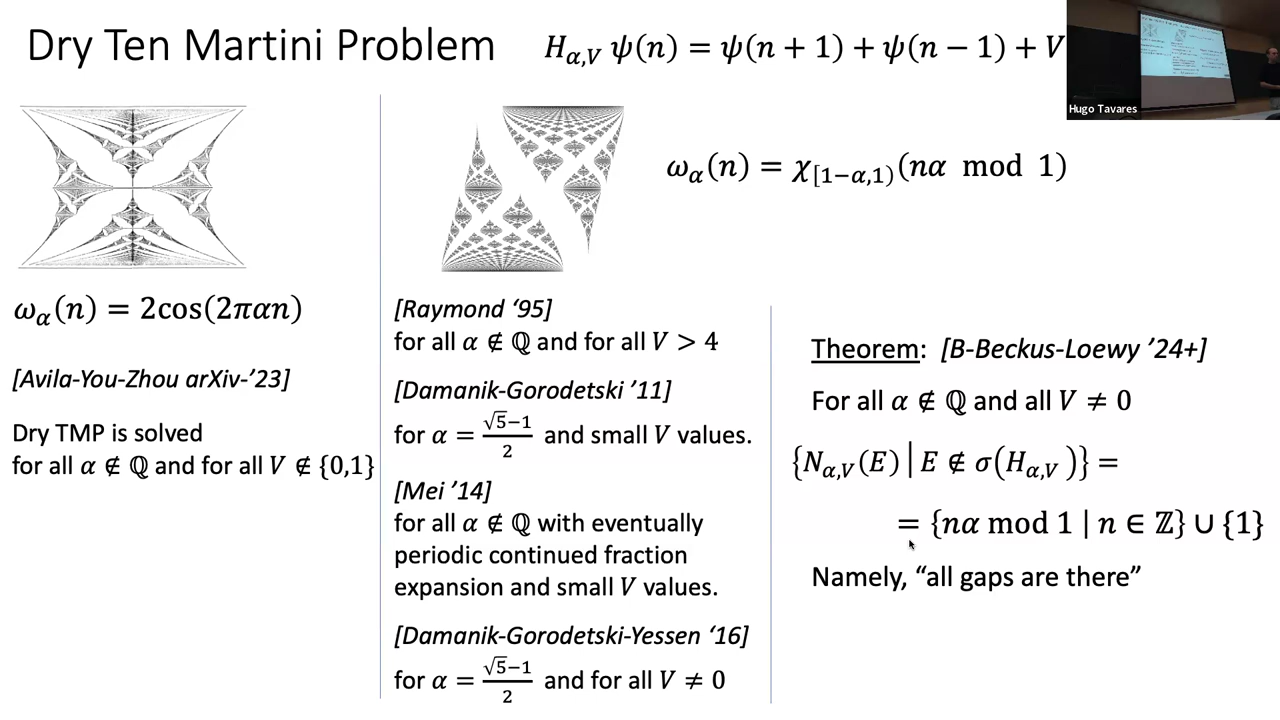 Dry Ten Martini Problem
H_{α,V} ψ(n) = ψ(n + 1) + ψ(n − 1) + V
Hugo Tavares
ω_α(n) = 2cos(2παn)
[Avila-You-Zhou arXiv-’23]
Dry TMP is solved
for all α ∉ ℚ and for all V ∉ {0,1}
ω_α(n) = χ_{[1−α,1)}(nα mod 1)
[Raymond ‘95]
for all α ∉ ℚ and for all V > 4
[Damanik-Gorodetski ’11]
for α = (√5−1)/2 and small V values.
[Mei ’14]
for all α ∉ ℚ with eventually
periodic continued fraction
expansion and small V values.
[Damanik-Gorodetski-Yessen ‘16]
for α = (√5−1)/2 and for all V ≠ 0
Theorem: [B-Beckus-Loewy ’24+]
For all α ∉ ℚ and all V ≠ 0
{N_{α,V}(E) | E ∉ σ(H_{α,V})} =
= {nα mod 1 | n ∈ ℤ} ∪ {1}
Namely, “all gaps are there”